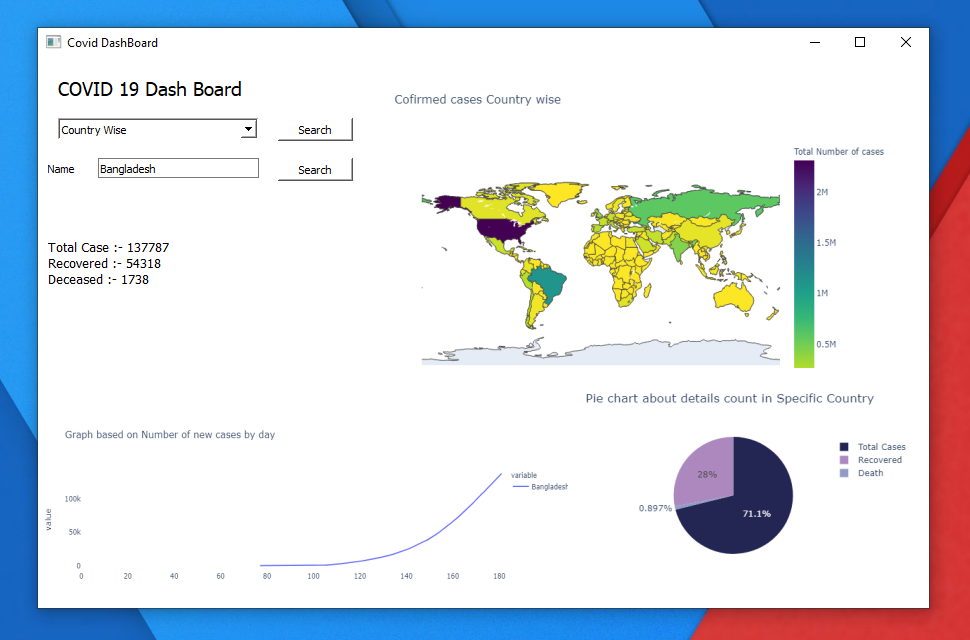 Covid DashBoard
COVID 19 Dash Board
Country Wise
Search
Name
Bangladesh
Search
Total Case :- 137787
Recovered :- 54318
Deceased :- 1738
Cofirmed cases Country wise
Total Number of cases
2M
1.5M
1M
0.5M
Graph based on Number of new cases by day
value
100k
50k
0
0 20 40 60 80 100 120 140 160 180
variable
Bangladesh
Pie chart about details count in Specific Country
28%
0.897%
71.1%
Total Cases
Recovered
Death